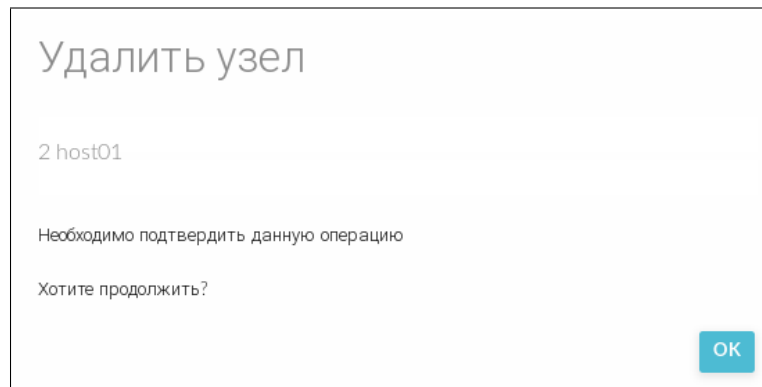 Удалить узел
2 host01
Необходимо подтвердить данную операцию
Хотите продолжить?
OK